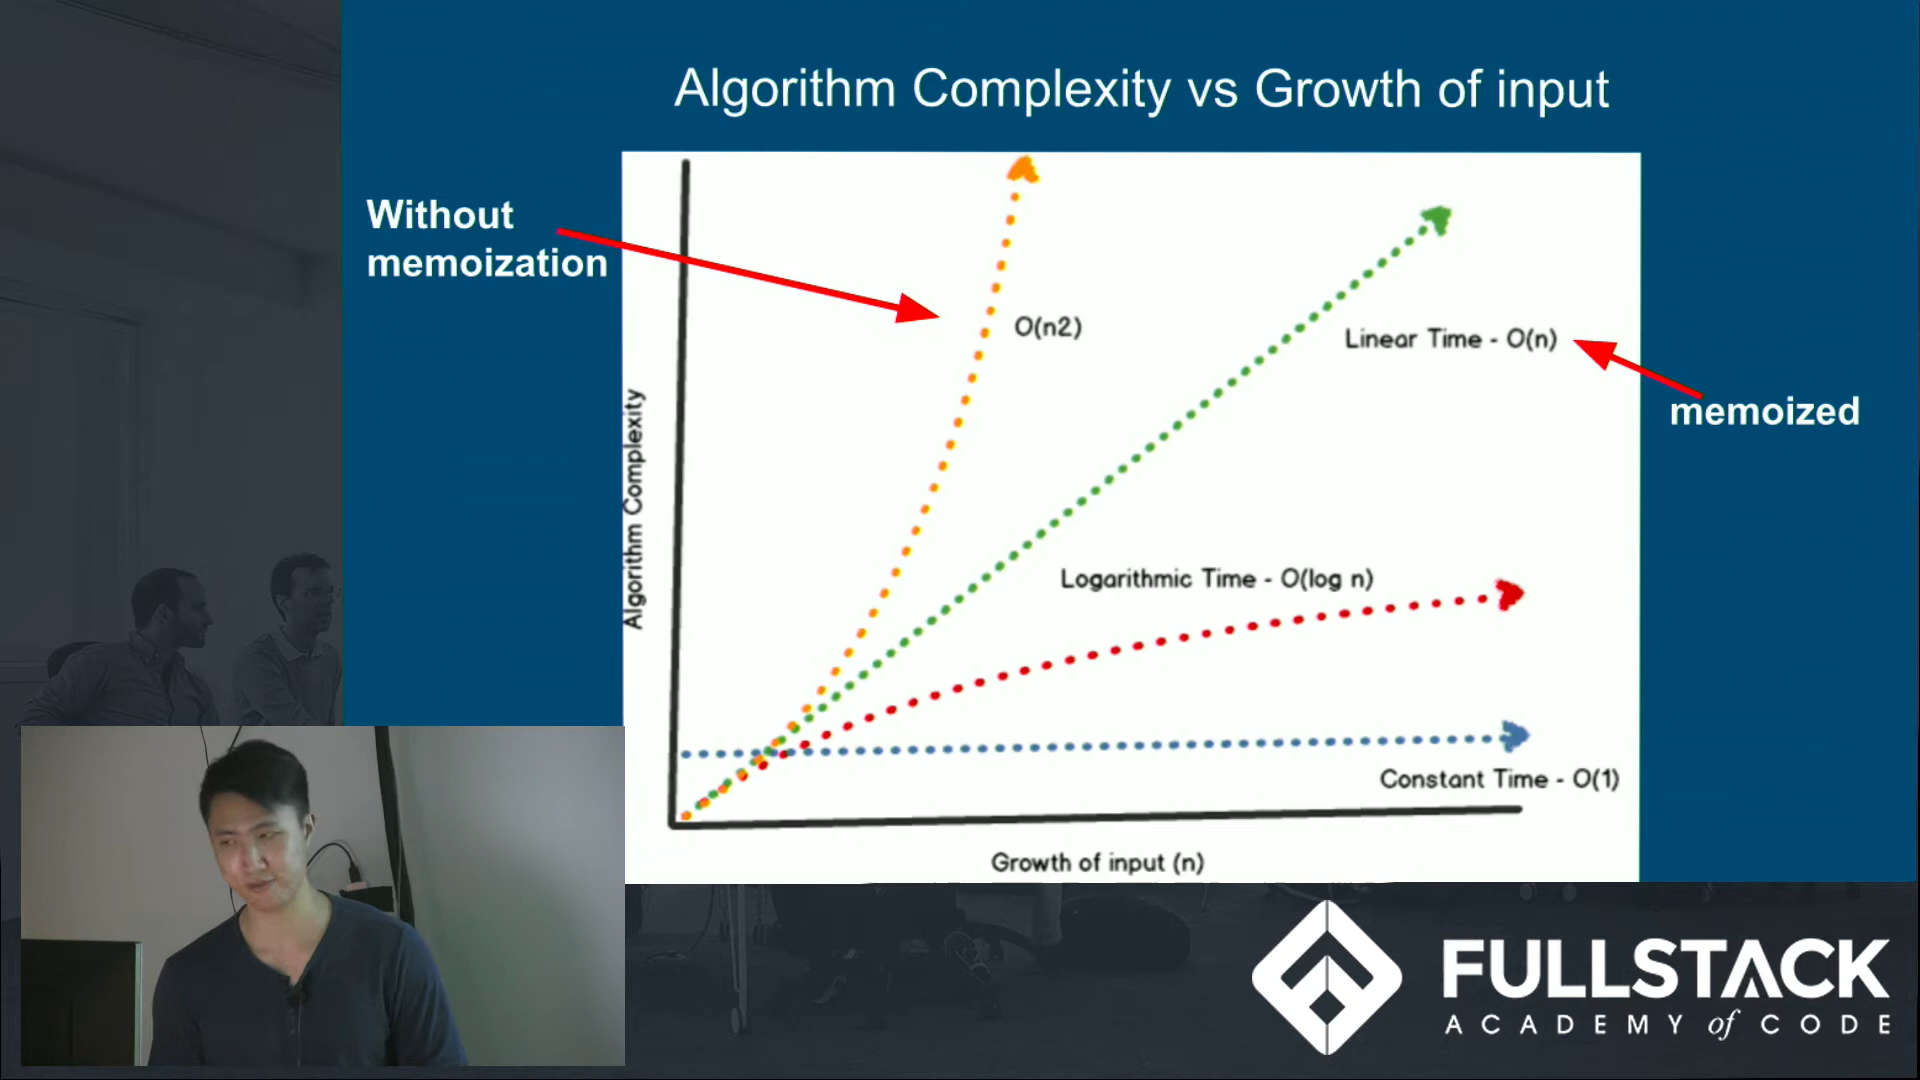 Algorithm Complexity vs Growth of input
Without
memoization
O(n2)
Linear Time - O(n)
memoized
Algorithm Complexity
Logarithmic Time - O(log n)
Constant Time - O(1)
Growth of input (n)
FULLSTACK
ACADEMY of CODE